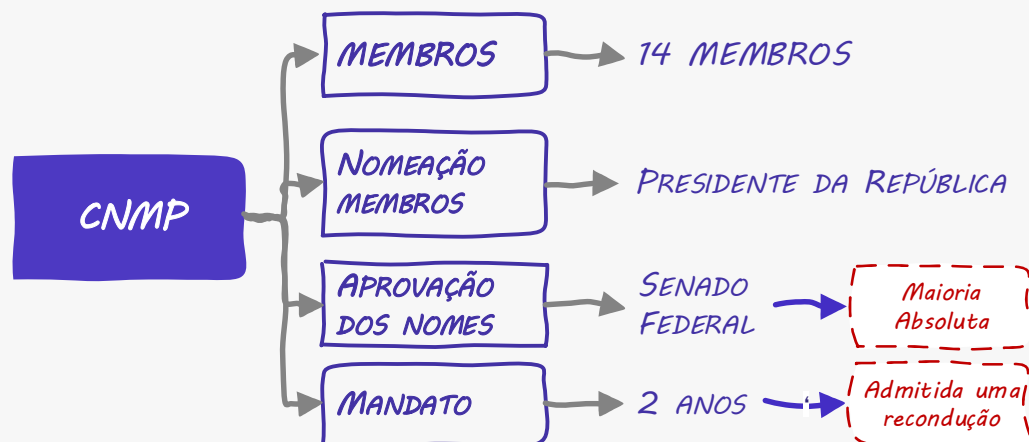 MEMBROS
14 MEMBROS
CNMP
NOMEAÇÃO
MEMBROS
PRESIDENTE DA REPÚBLICA
APROVAÇÃO
DOS NOMES
SENADO
FEDERAL
Maioria
Absoluta
MANDATO
2 ANOS
Admitida uma
recondução